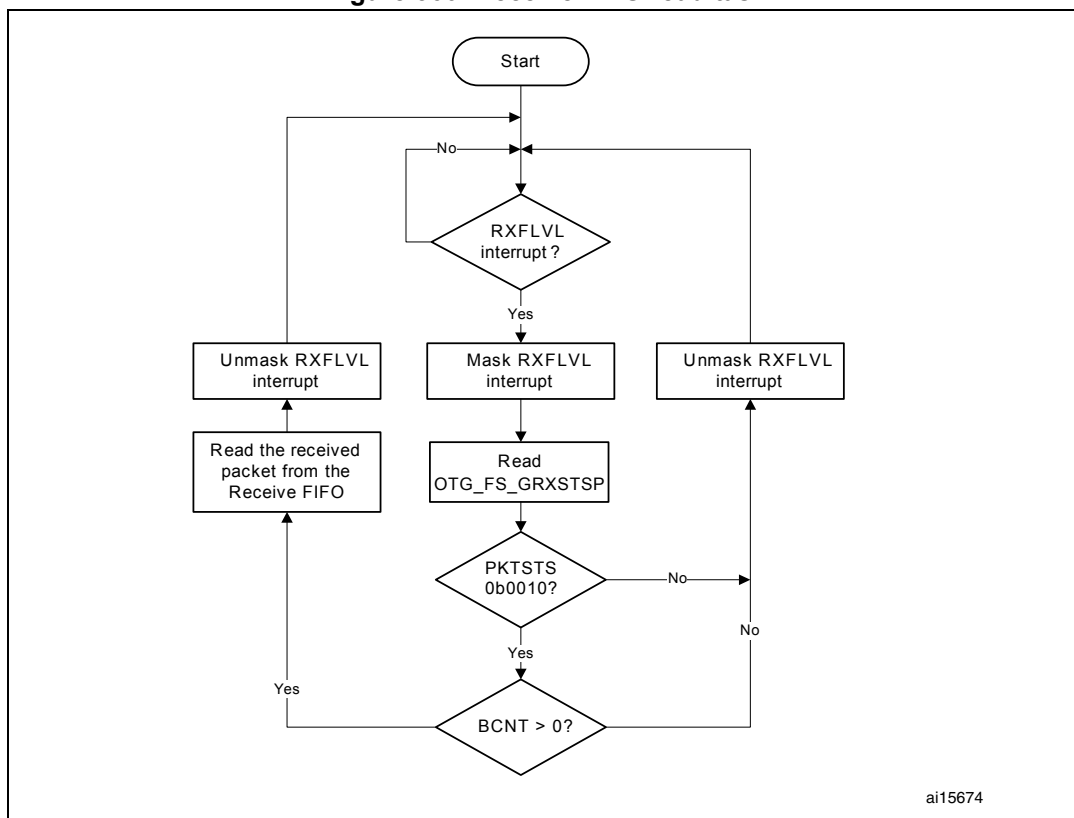 Start
No
RXFLVL
interrupt?
Yes
Unmask RXFLVL
interrupt
Mask RXFLVL
interrupt
Unmask RXFLVL
interrupt
Read the received
packet from the
Receive FIFO
Read
OTG_FS_GRXSTSP
PKTSTS
0b0010?
No
No
Yes
Yes
BCNT > 0?
ai15674